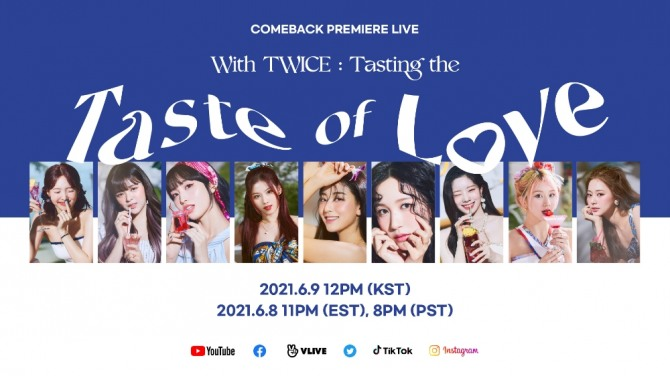 COMEBACK PREMIERE LIVE
With TWICE : Tasting the
Taste of Love
2021.6.9 12PM (KST)
2021.6.8 11PM (EST), 8PM (PST)
YouTube VLIVE TikTok Instagram